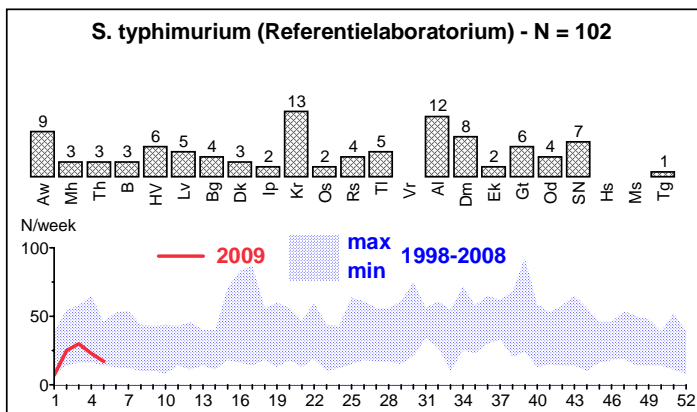 S. typhimurium (Referentielaboratorium) - N = 102
9 3 3 3 6 5 4 3 2 13 2 4 5 12 8 2 6 4 7 1
Aw Mh Th B HV Lv Bg Dk Ip Kr Os Rs Tl Vr Al Dm Ek Gt Od SN Hs Ms Tg
N/week
100
2009
max
min
1998-2008
50
0
1 4 7 10 13 16 19 22 25 28 31 34 37 40 43 46 49 52